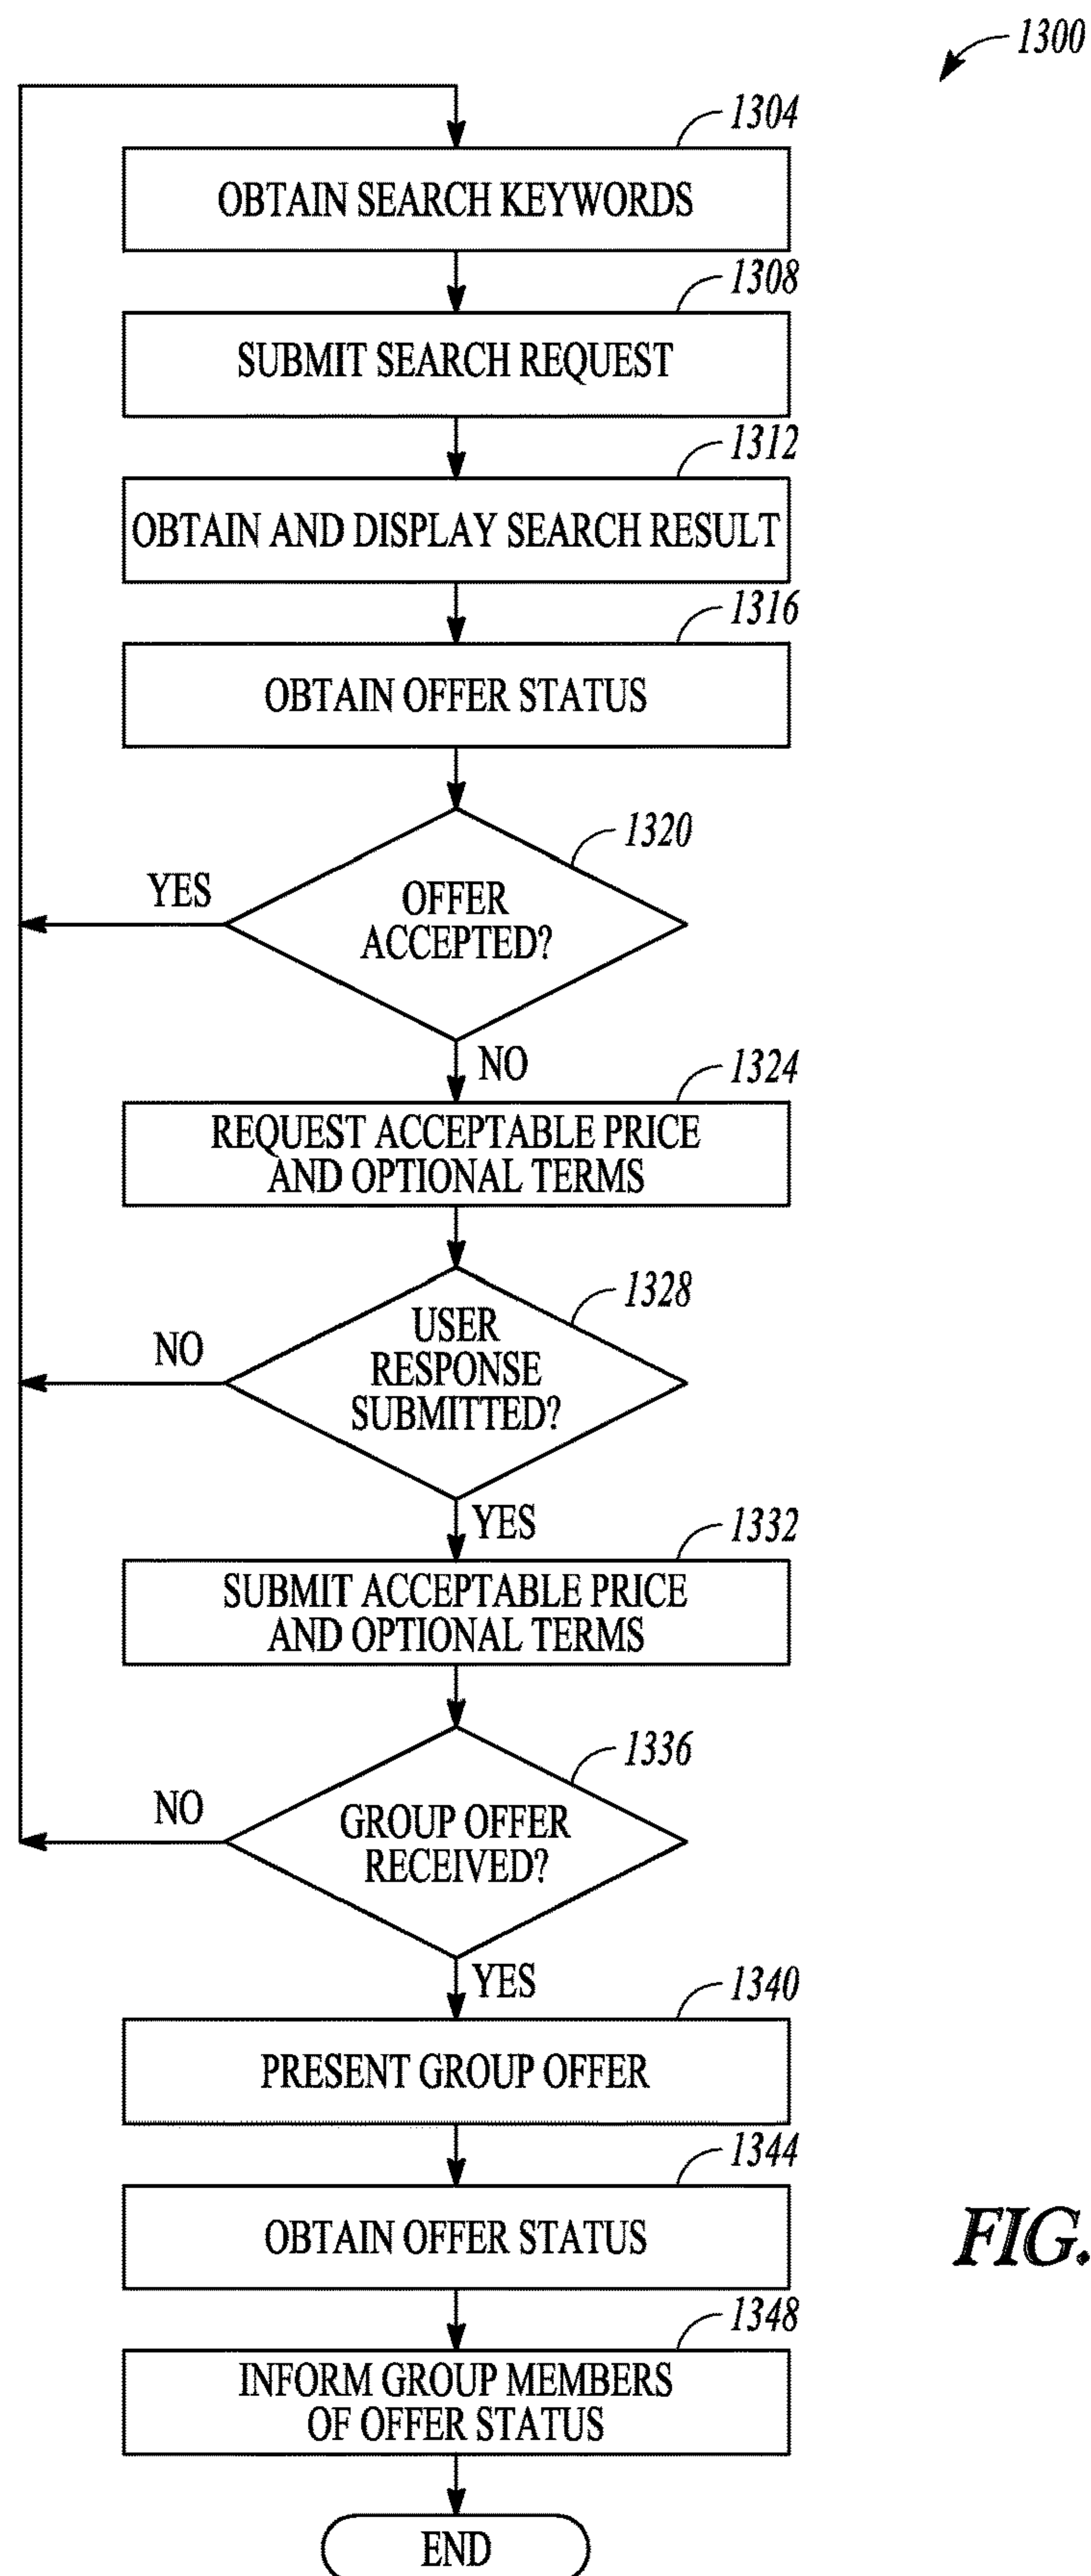 1300
1304
OBTAIN SEARCH KEYWORDS
1308
SUBMIT SEARCH REQUEST
1312
OBTAIN AND DISPLAY SEARCH RESULT
1316
OBTAIN OFFER STATUS
1320
YES
OFFER
ACCEPTED?
NO
1324
REQUEST ACCEPTABLE PRICE
AND OPTIONAL TERMS
1328
NO
USER
RESPONSE
SUBMITTED?
YES
1332
SUBMIT ACCEPTABLE PRICE
AND OPTIONAL TERMS
1336
NO
GROUP OFFER
RECEIVED?
YES
1340
PRESENT GROUP OFFER
1344
OBTAIN OFFER STATUS
FIG.
1348
INFORM GROUP MEMBERS
OF OFFER STATUS
END